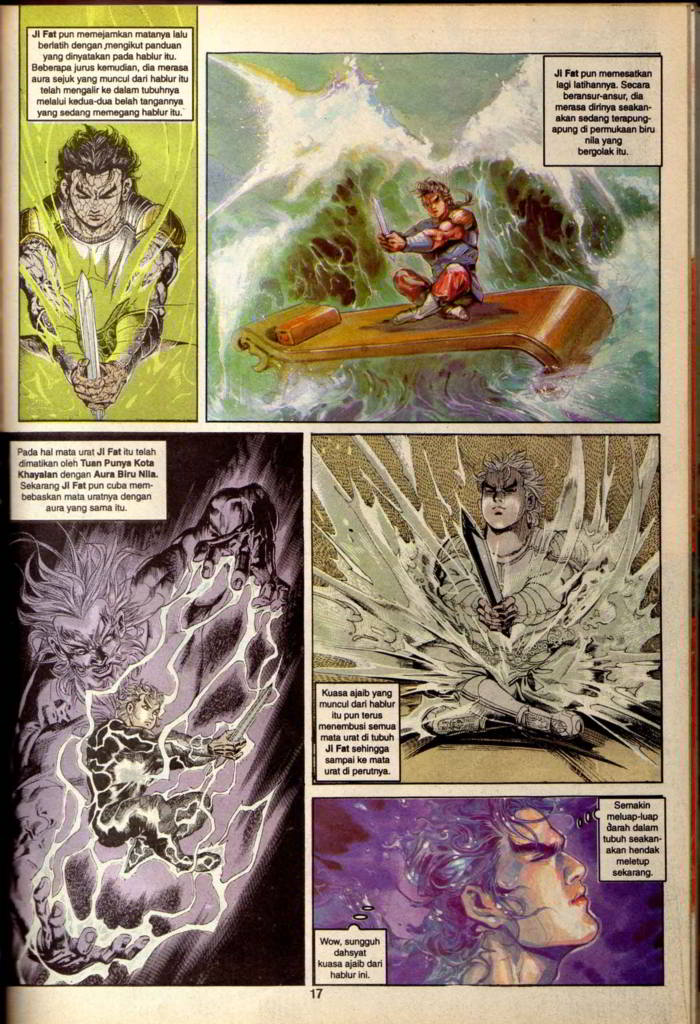 Ji Fat pun memejamkan matanya lalu
berlatih dengan mengikut panduan
yang dinyatakan pada hablur itu.
Beberapa jurus kemudian, dia merasa
aura sejuk yang muncul dari hablur itu
telah mengalir ke dalam tubuhnya
melalui kedua-dua belah tangannya
yang sedang memegang hablur itu.
Ji Fat pun memesatkan
lagi latihannya. Secara
beransur-ansur, dia
merasa dirinya seakan-
akan sedang terapung-
apung di permukaan biru
nila yang
bergolak itu.
Pada hal mata urat Ji Fat itu telah
dimatikan oleh Tuan Punya Kota
Khayalan dengan Aura Biru Nila.
Sekarang Ji Fat pun cuba mem-
bebaskan mata uratnya dengan
aura yang sama itu.
Kuasa ajaib yang
muncul dari hablur
itu pun terus
menembusi semua
mata urat di tubuh
Ji Fat sehingga
sampai ke mata
urat di perutnya.
Semakin
meluap-luap
darah dalam
tubuh seakan-
akan hendak
meletup
sekarang.
Wow, sungguh
dahsyat
kuasa ajaib dari
hablur ini.
17